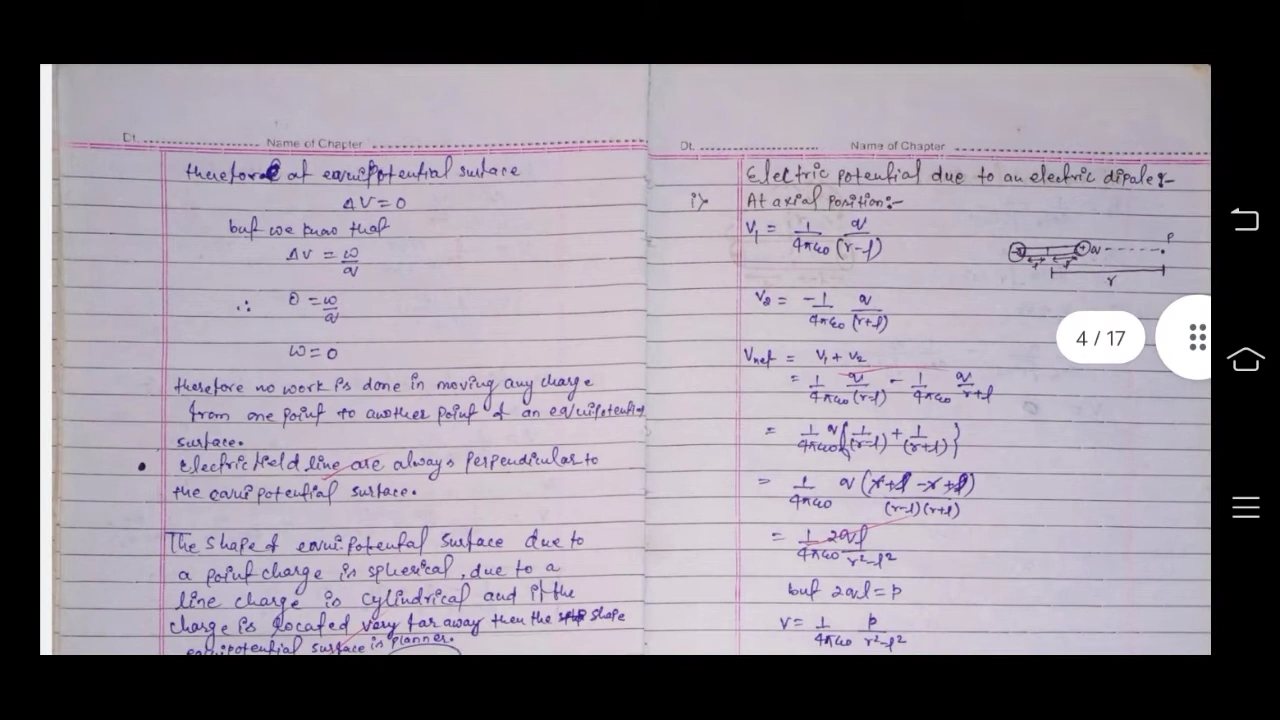 Dt. Name of Chapter
therefore at equipotential surface
ΔV = 0
but we know that
ΔV = w/q
∴ 0 = w/q
w = 0
therefore no work is done in moving any charge
from one point to another point of an equipotential
surface.
• Electric field line are always perpendicular to
the equipotential surface.
The shape of equipotental surface due to
a point charge is spherical, due to a
line charge is cylindrical and if the
charge is located very far away then the shape
equipotential surface is planner.
Dt. Name of Chapter
Electric potential due to an electric dipole:-
i)> At axial position:-
V₁ = 1/4πε₀ q/(r-l)
V₂ = -1/4πε₀ q/(r+l)
Vnet = V₁ + V₂
= 1/4πε₀ q/(r-l) - 1/4πε₀ q/r+l
= 1/4πε₀ q{1/(r-l) + 1/(r+l)}
= 1/4πε₀ q(r+l-r+l)/(r-l)(r+l)
= 1/4πε₀ 2ql/r²-l²
but 2ql = p
V = 1/4πε₀ p/r²-l²
+ q P
l l
r
4 / 17